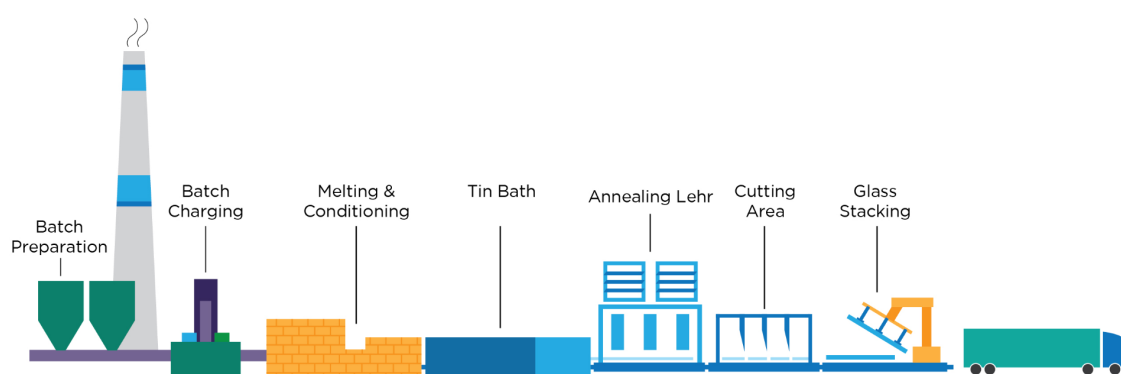 Batch
Preparation
Batch
Charging
Melting &
Conditioning
Tin Bath
Annealing Lehr
Cutting
Area
Glass
Stacking